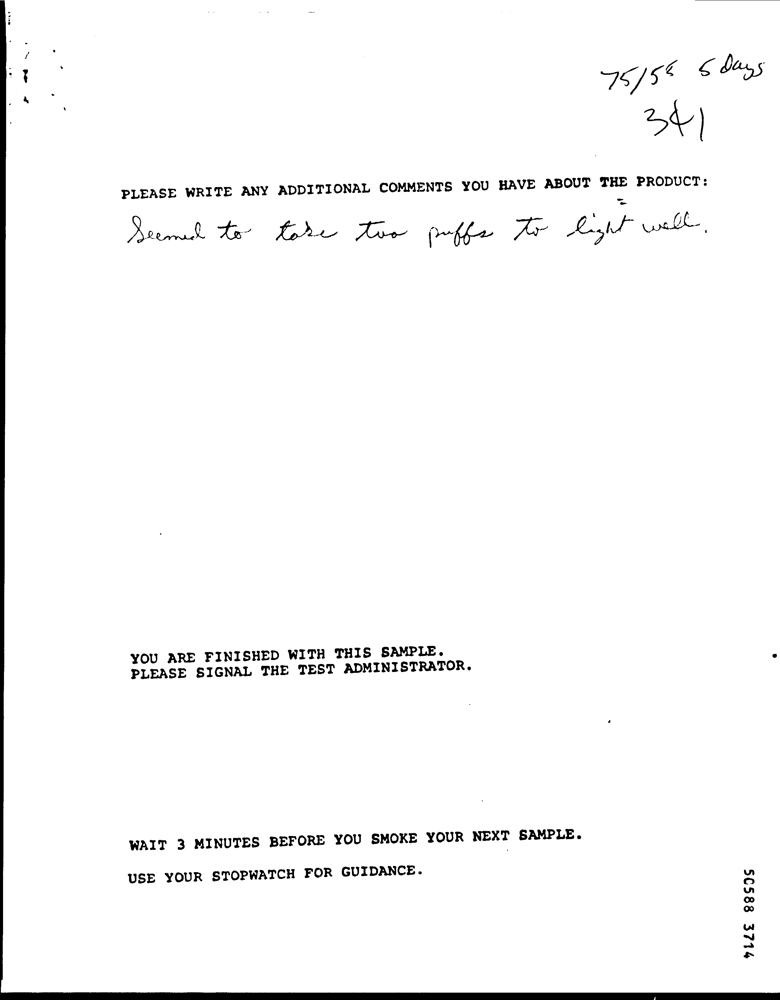 75/58 5 Days
341
PLEASE WRITE ANY ADDITIONAL COMMENTS YOU HAVE ABOUT THE PRODUCT:
Seemed to take two puffs to light well.
YOU ARE FINISHED WITH THIS SAMPLE.
PLEASE SIGNAL THE TEST ADMINISTRATOR.
WAIT 3 MINUTES BEFORE YOU SMOKE YOUR NEXT SAMPLE.
USE YOUR STOPWATCH FOR GUIDANCE.
50588 3714